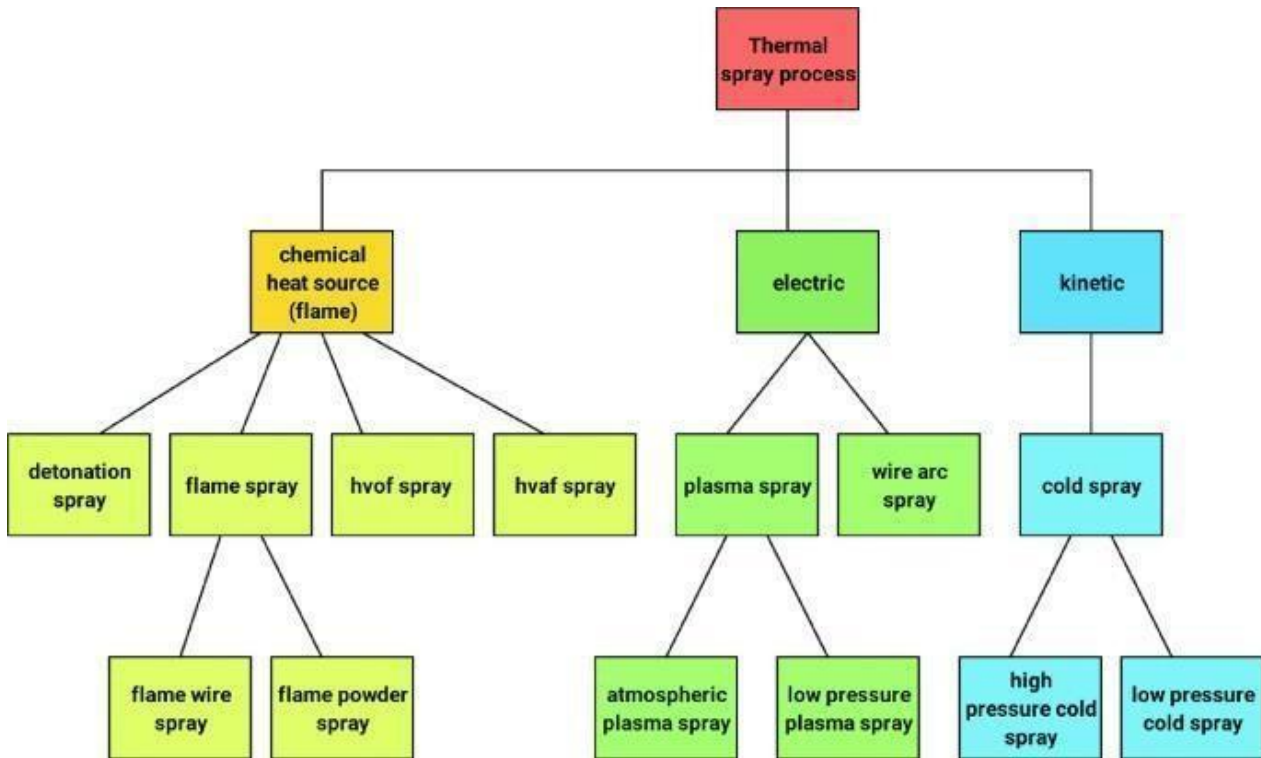 Thermal
spray process
chemical
heat source
(flame)
electric
kinetic
detonation
spray
flame spray
hvof spray
hvaf spray
plasma spray
wire arc
spray
cold spray
flame wire
spray
flame powder
spray
atmospheric
plasma spray
low pressure
plasma spray
high
pressure cold
spray
low pressure
cold spray